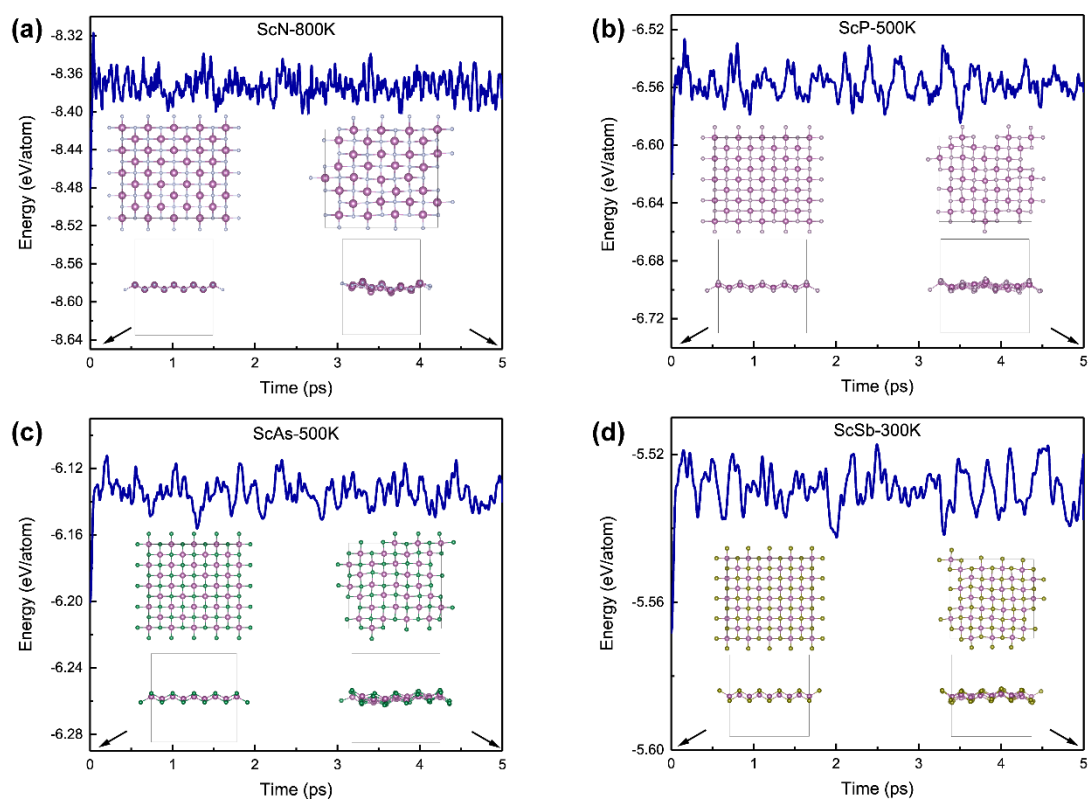 (a)
ScN-800K
Energy (eV/atom)
-8.32
-8.36
-8.40
-8.44
-8.48
-8.52
-8.56
-8.60
-8.64
0 1 2 3 4 5
Time (ps)
(b)
ScP-500K
Energy (eV/atom)
-6.52
-6.56
-6.60
-6.64
-6.68
-6.72
0 1 2 3 4 5
Time (ps)
(c)
ScAs-500K
Energy (eV/atom)
-6.12
-6.16
-6.20
-6.24
-6.28
0 1 2 3 4 5
Time (ps)
(d)
ScSb-300K
Energy (eV/atom)
-5.52
-5.56
-5.60
0 1 2 3 4 5
Time (ps)